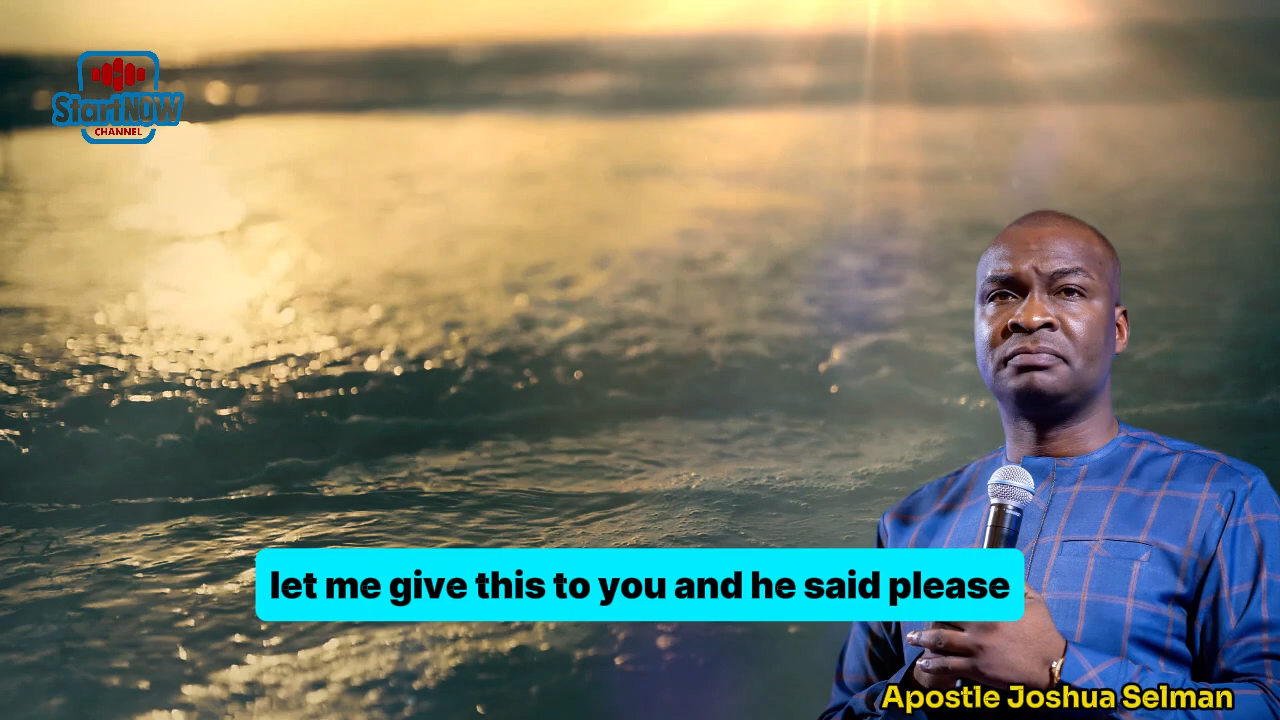 StartNOW
CHANNEL
let me give this to you and he said please
Apostle Joshua Selman